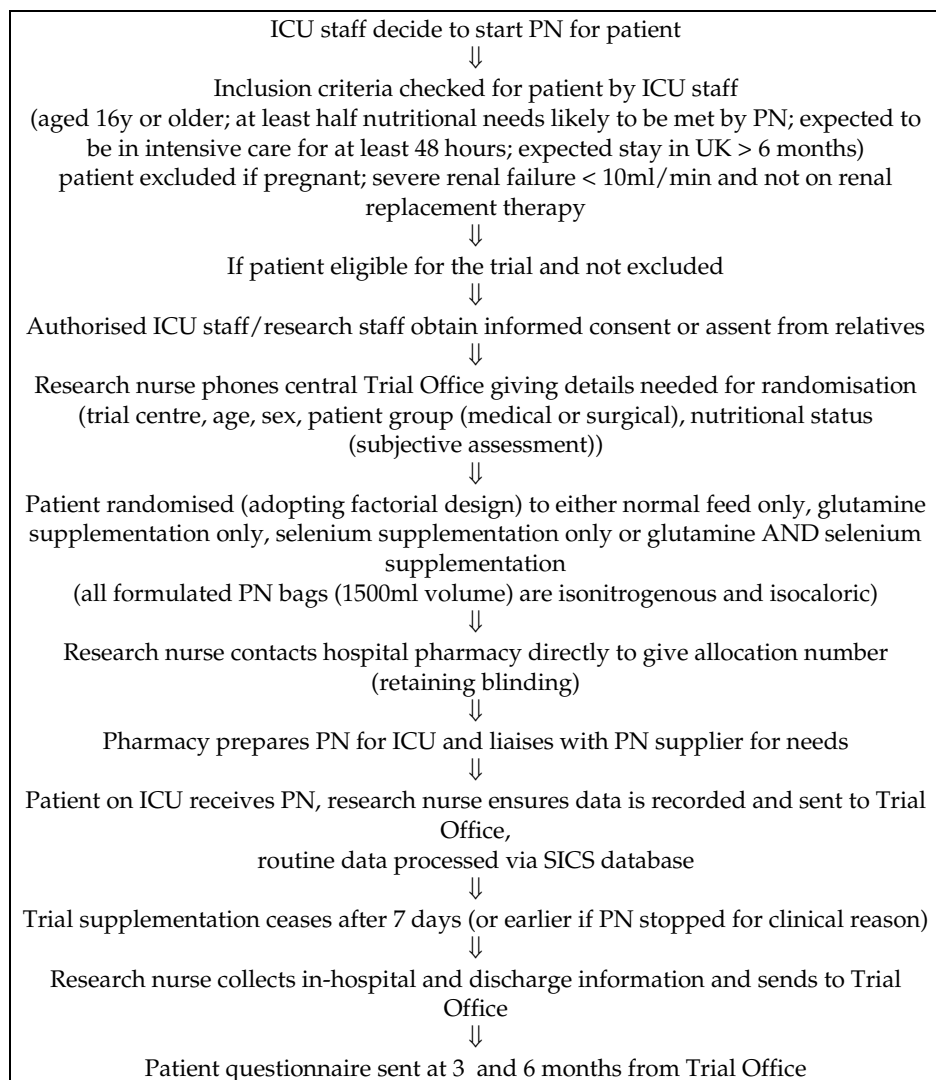 ICU staff decide to start PN for patient
⇓
Inclusion criteria checked for patient by ICU staff
(aged 16y or older; at least half nutritional needs likely to be met by PN; expected to
be in intensive care for at least 48 hours; expected stay in UK > 6 months)
patient excluded if pregnant; severe renal failure < 10ml/min and not on renal
replacement therapy
⇓
If patient eligible for the trial and not excluded
⇓
Authorised ICU staff/research staff obtain informed consent or assent from relatives
⇓
Research nurse phones central Trial Office giving details needed for randomisation
(trial centre, age, sex, patient group (medical or surgical), nutritional status
(subjective assessment))
⇓
Patient randomised (adopting factorial design) to either normal feed only, glutamine
supplementation only, selenium supplementation only or glutamine AND selenium
supplementation
(all formulated PN bags (1500ml volume) are isonitrogenous and isocaloric)
⇓
Research nurse contacts hospital pharmacy directly to give allocation number
(retaining blinding)
⇓
Pharmacy prepares PN for ICU and liaises with PN supplier for needs
⇓
Patient on ICU receives PN, research nurse ensures data is recorded and sent to Trial
Office,
routine data processed via SICS database
⇓
Trial supplementation ceases after 7 days (or earlier if PN stopped for clinical reason)
⇓
Research nurse collects in-hospital and discharge information and sends to Trial
Office
⇓
Patient questionnaire sent at 3 and 6 months from Trial Office